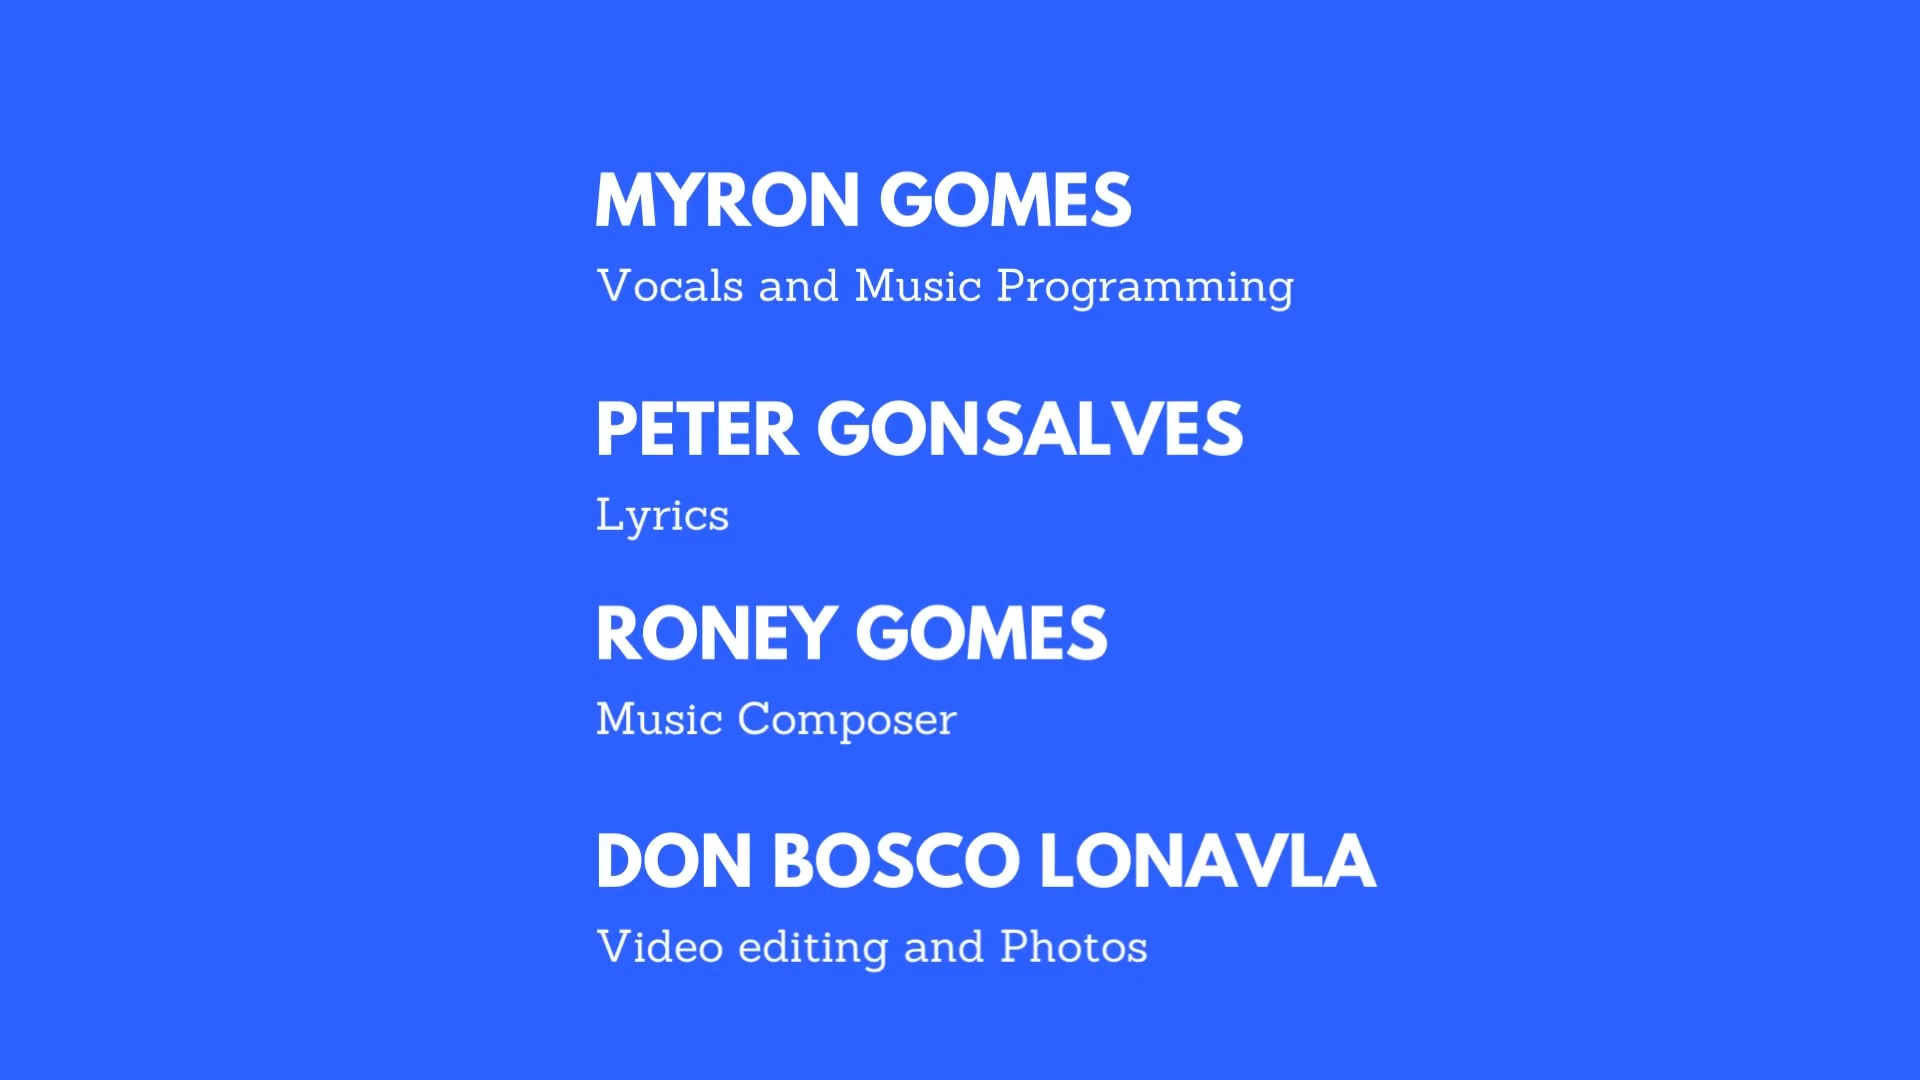 MYRON GOMES
Vocals and Music Programming
PETER GONSALVES
Lyrics
RONEY GOMES
Music Composer
DON BOSCO LONAVLA
Video editing and Photos